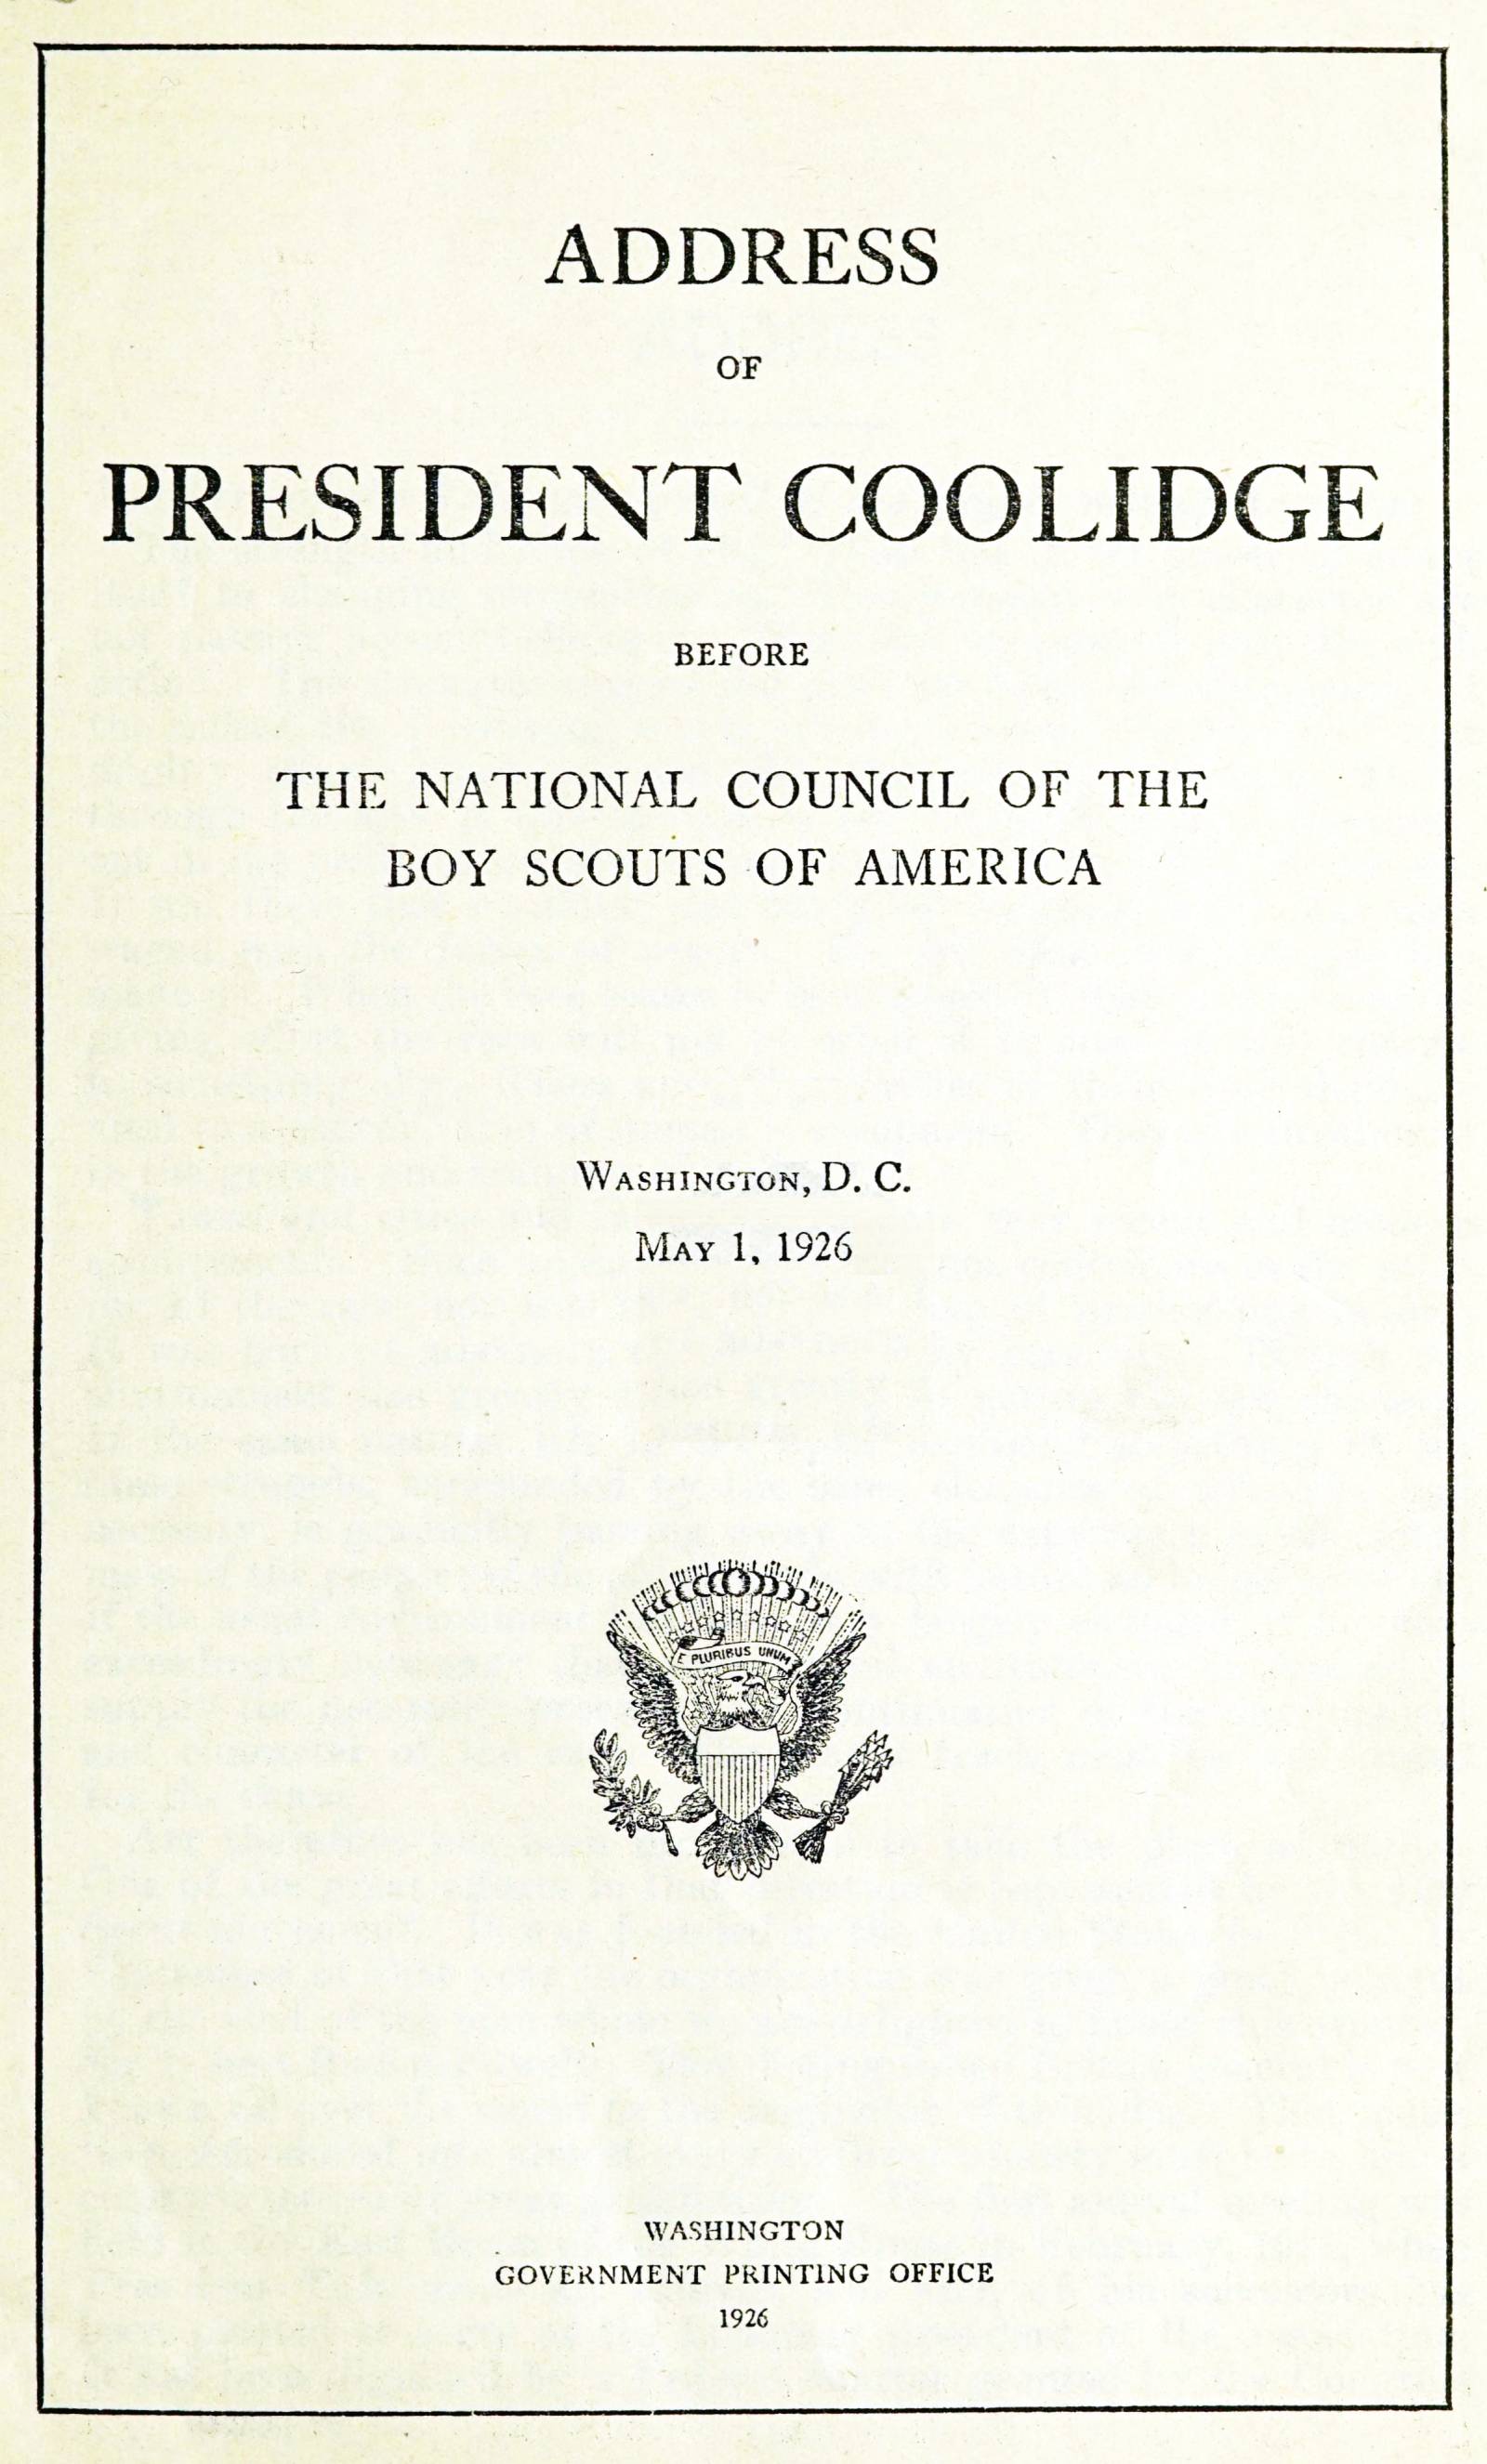 ADDRESS
OF
PRESIDENT COOLIDGE
BEFORE
THE NATIONAL COUNCIL OF THE
BOY SCOUTS OF AMERICA
WASHINGTON, D. C.
MAY 1, 1926
E PLURIBUS UNUM
WASHINGTON
GOVERNMENT PRINTING OFFICE
1926